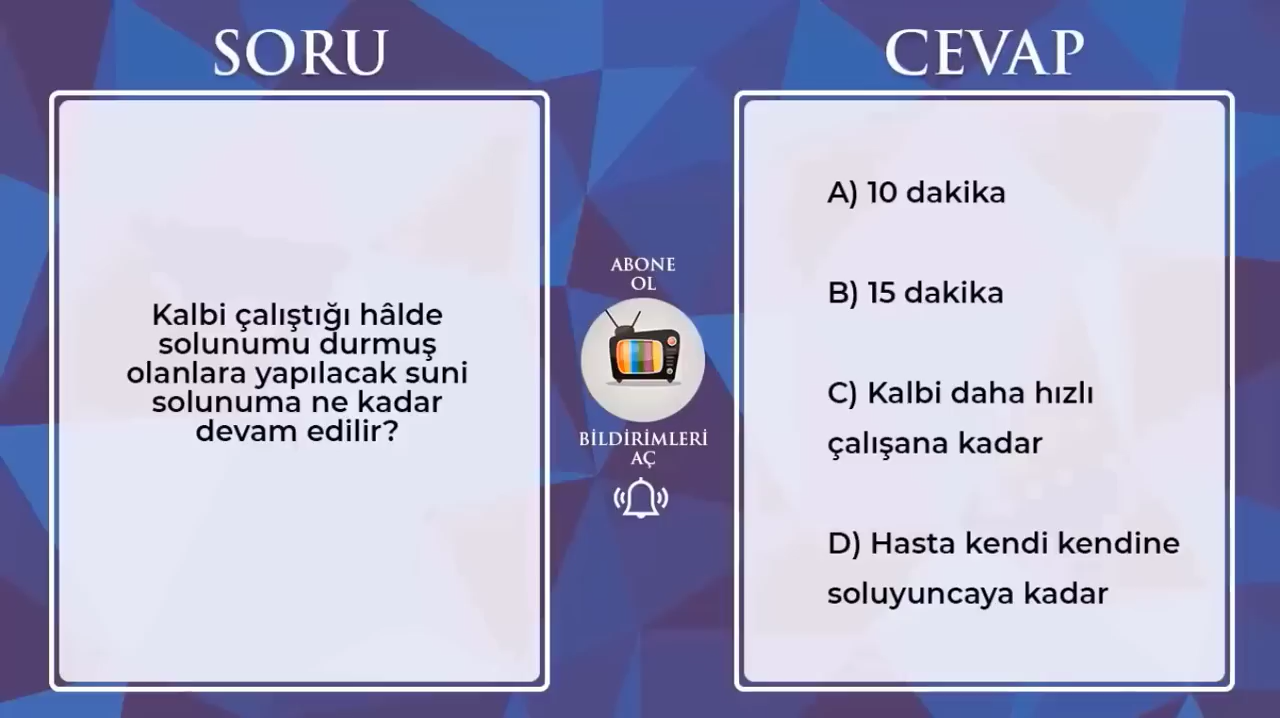 SORU
Kalbi çalıştığı hâlde
solunumu durmuş
olanlara yapılacak suni
solunuma ne kadar
devam edilir?
ABONE
OL
BİLDİRİMLERİ
AÇ
CEVAP
A) 10 dakika
B) 15 dakika
C) Kalbi daha hızlı
çalışana kadar
D) Hasta kendi kendine
soluyuncaya kadar